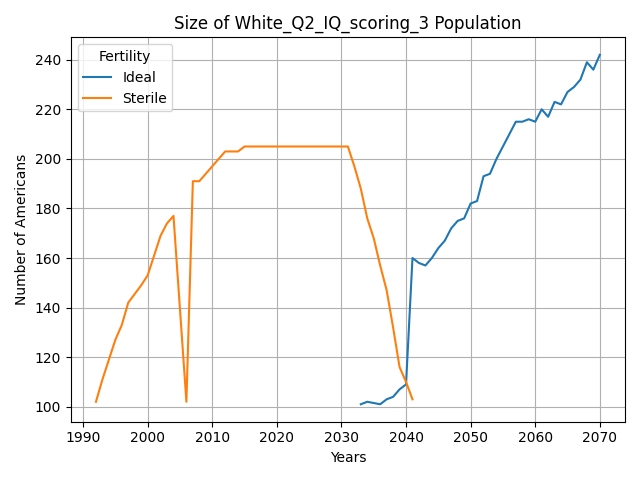 Size of White_Q2_IQ_scoring_3 Population
Fertility
Ideal
Sterile
Number of Americans
240
220
200
180
160
140
120
100
1990 2000 2010 2020 2030 2040 2050 2060 2070
Years